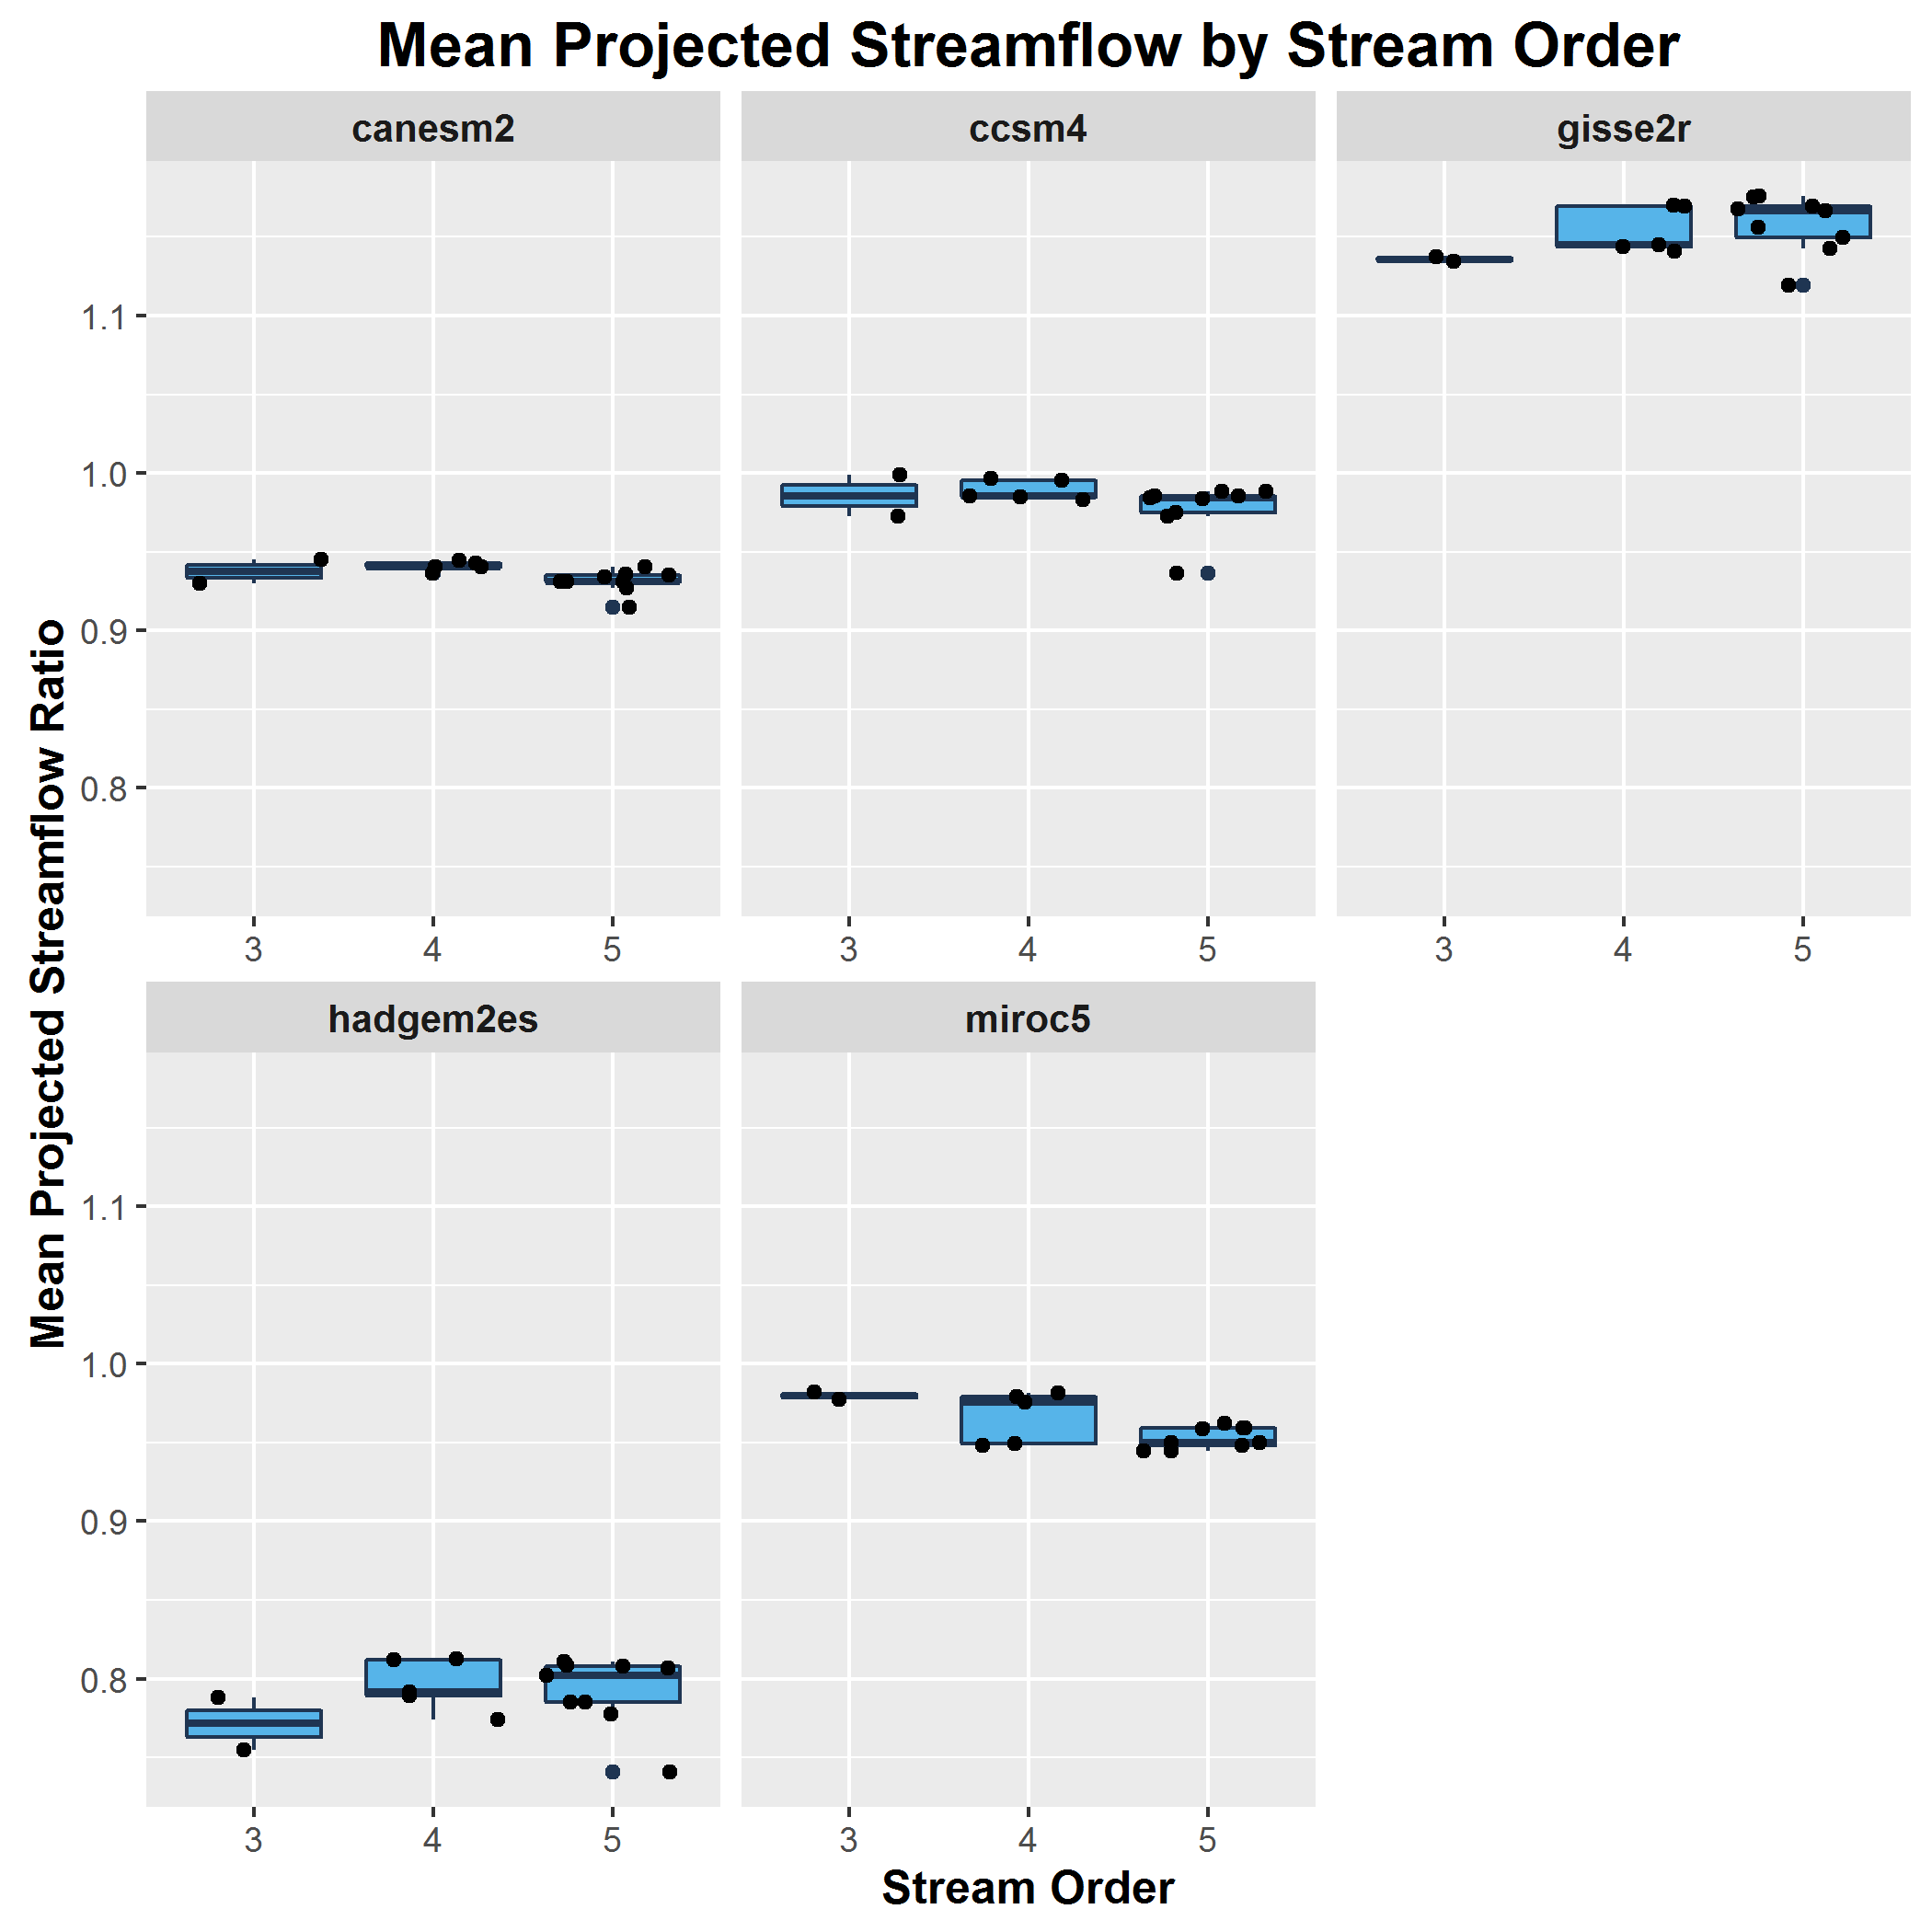 Mean Projected Streamflow by Stream Order
canesm2 ccsm4 gisse2r
Mean Projected Streamflow Ratio
1.1
1.0
0.9
0.8
3 4 5 3 4 5 3 4 5
hadgem2es miroc5
1.1
1.0
0.9
0.8
3 4 5 3 4 5
Stream Order